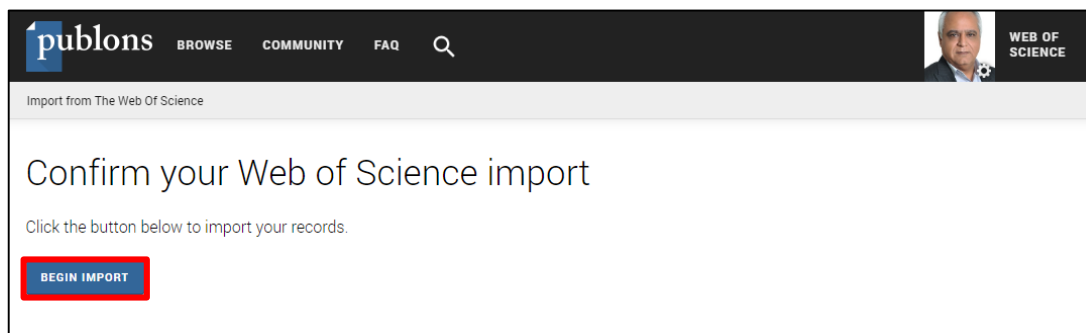 publons BROWSE COMMUNITY FAQ WEB OF SCIENCE
Import from The Web Of Science
Confirm your Web of Science import
Click the button below to import your records.
BEGIN IMPORT